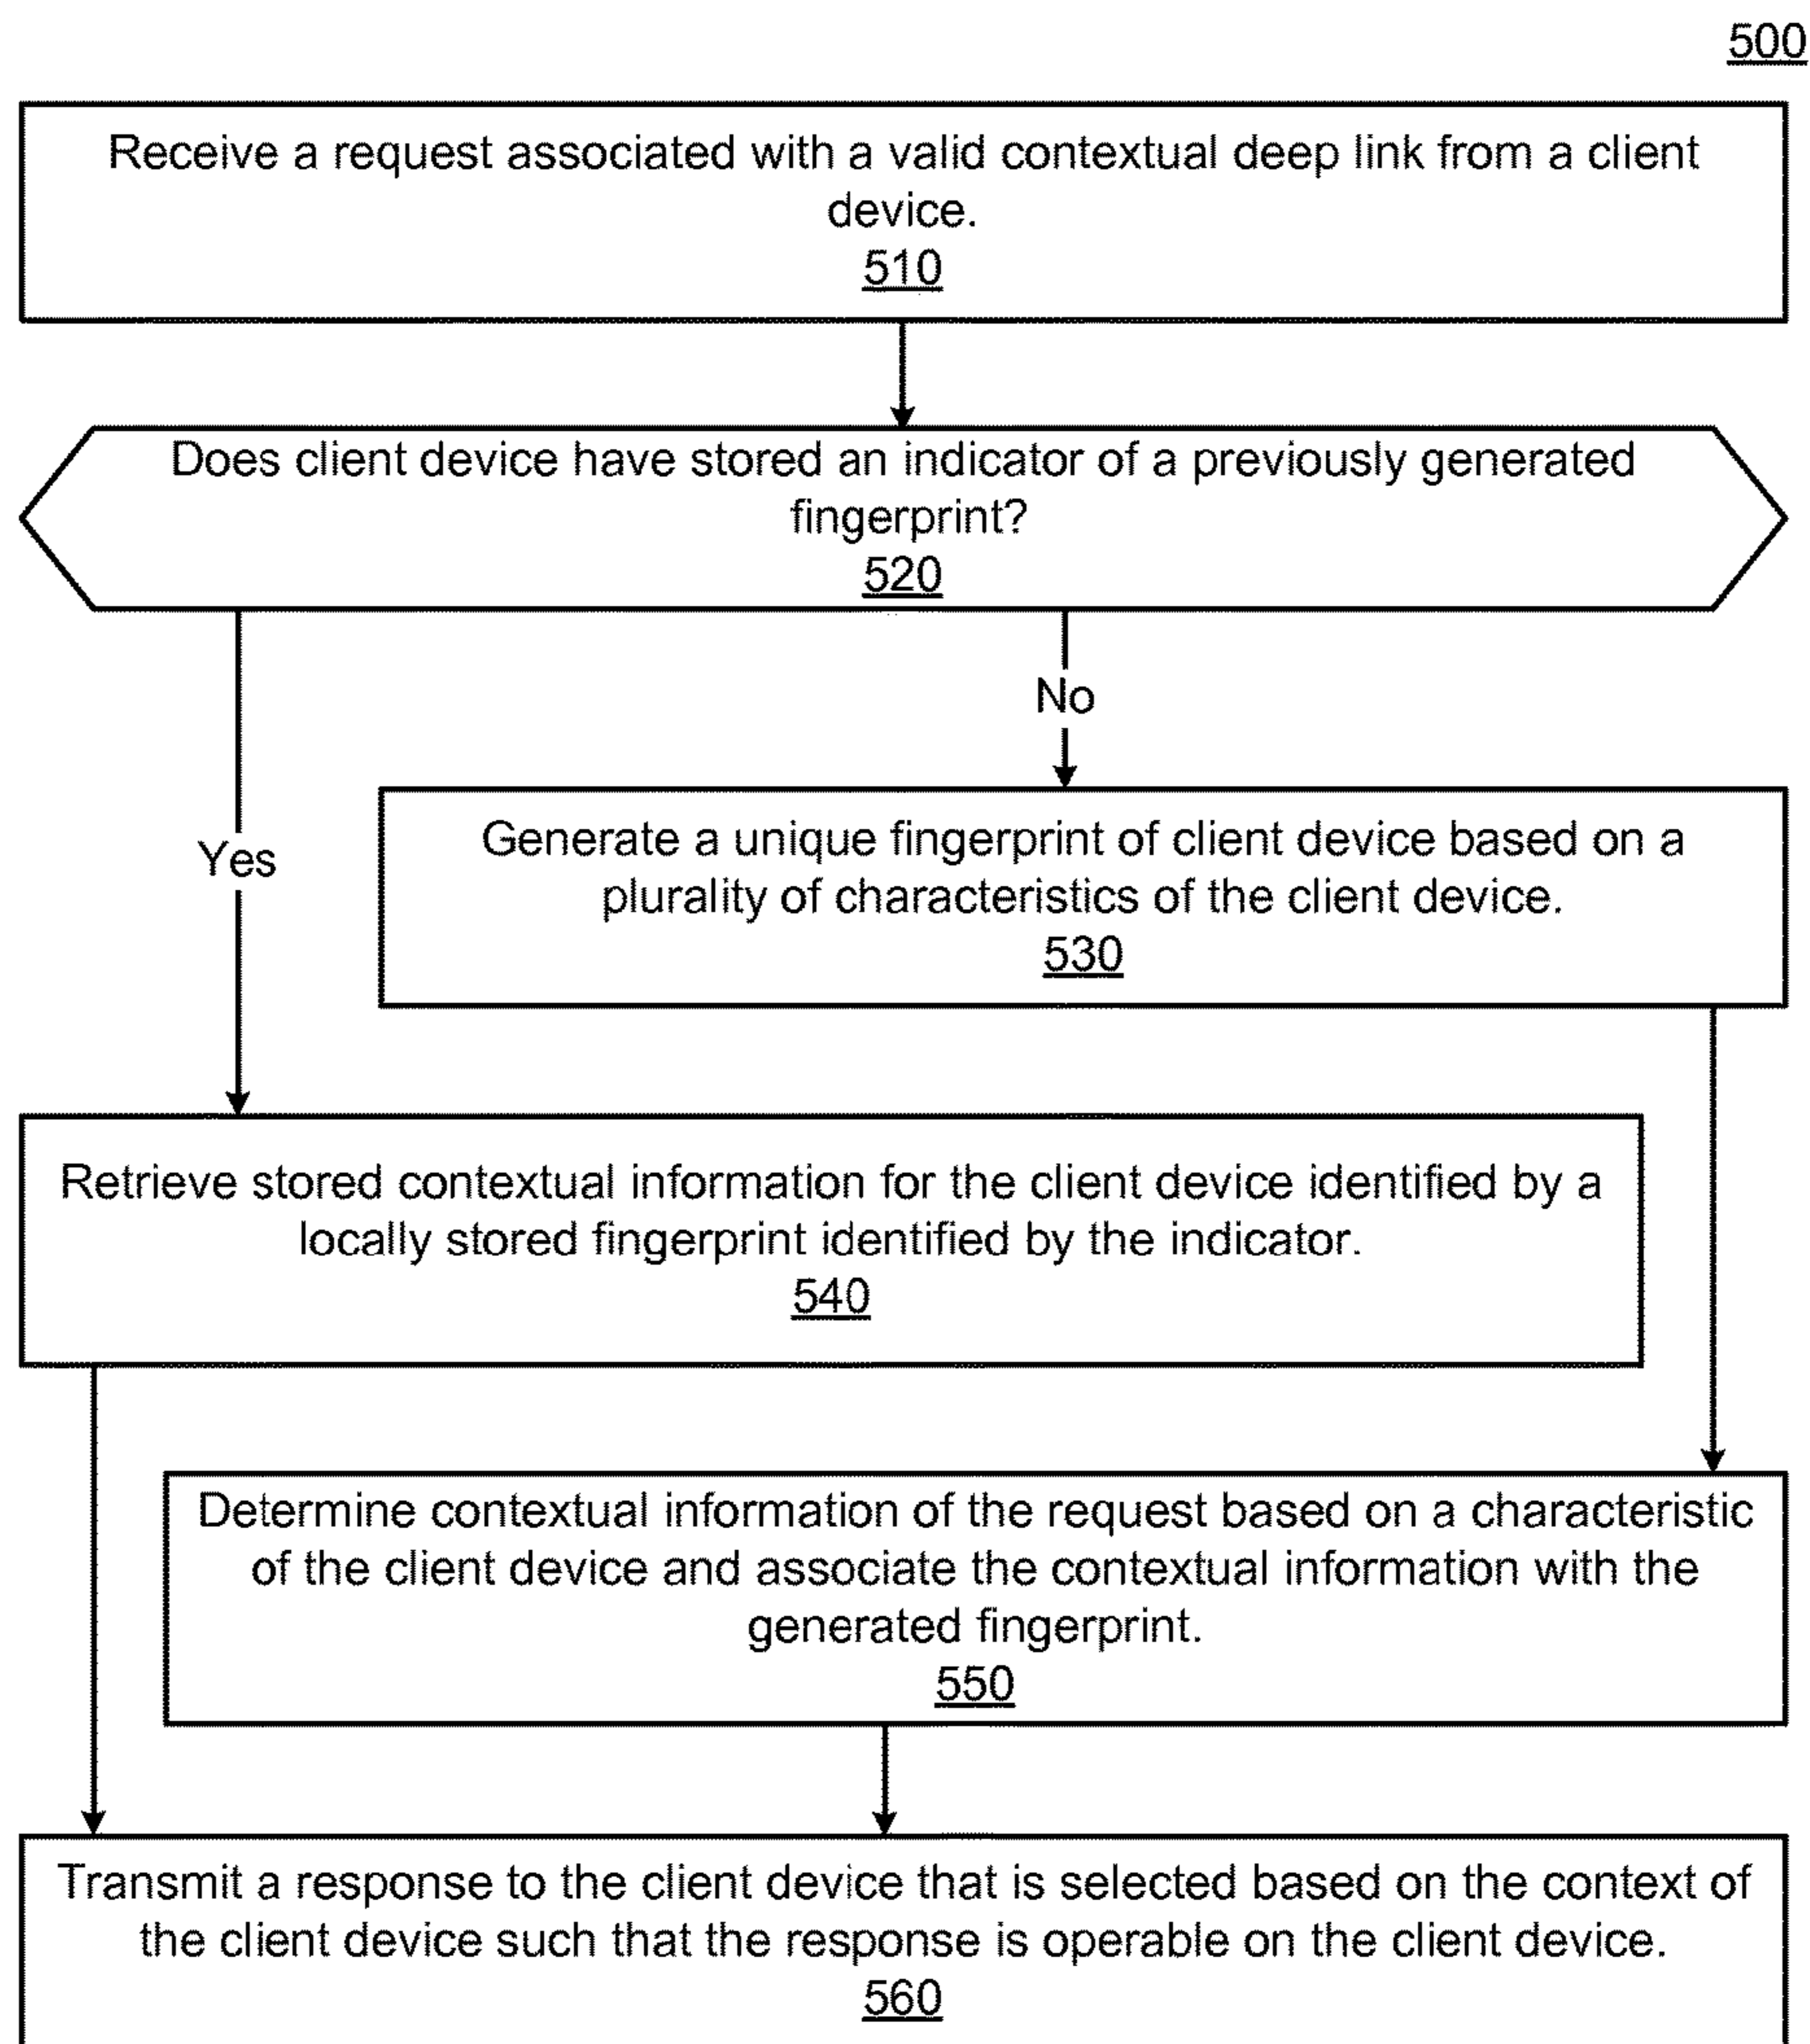 500
Receive a request associated with a valid contextual deep link from a client
device.
510
Does client device have stored an indicator of a previously generated
fingerprint?
520
No
Yes
Generate a unique fingerprint of client device based on a
plurality of characteristics of the client device.
530
Retrieve stored contextual information for the client device identified by a
locally stored fingerprint identified by the indicator.
540
Determine contextual information of the request based on a characteristic
of the client device and associate the contextual information with the
generated fingerprint.
550
Transmit a response to the client device that is selected based on the context of
the client device such that the response is operable on the client device.
560